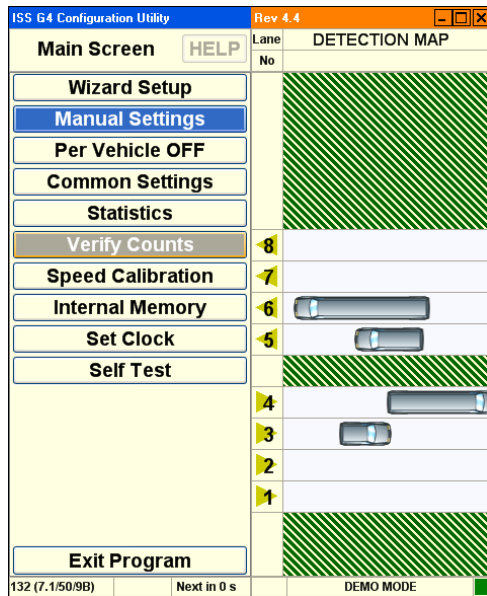 ISS G4 Configuration Utility
Rev 4.4
Main Screen
HELP
Lane
No
DETECTION MAP
Wizard Setup
Manual Settings
Per Vehicle OFF
Common Settings
Statistics
Verify Counts
Speed Calibration
Internal Memory
Set Clock
Self Test
8
7
6
5
4
3
2
1
Exit Program
132 (7.1/50/9B)
Next in 0 s
DEMO MODE